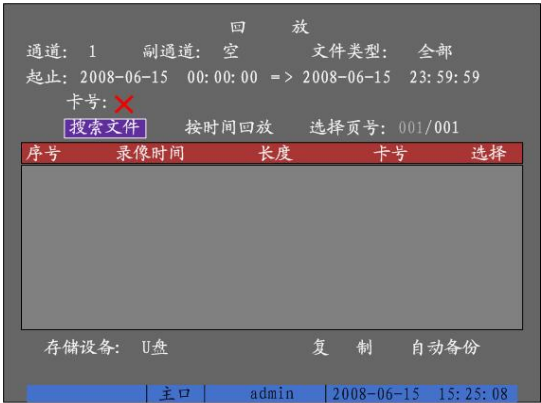 回 放
通道: 1 副通道: 空 文件类型: 全部
起止: 2008-06-15 00:00:00 => 2008-06-15 23:59:59
卡号:
搜索文件 按时间回放 选择页号: 001/001
序号 录像时间 长度 卡号 选择
存储设备: U盘 复 制 自动备份
主口 admin 2008-06-15 15:25:08